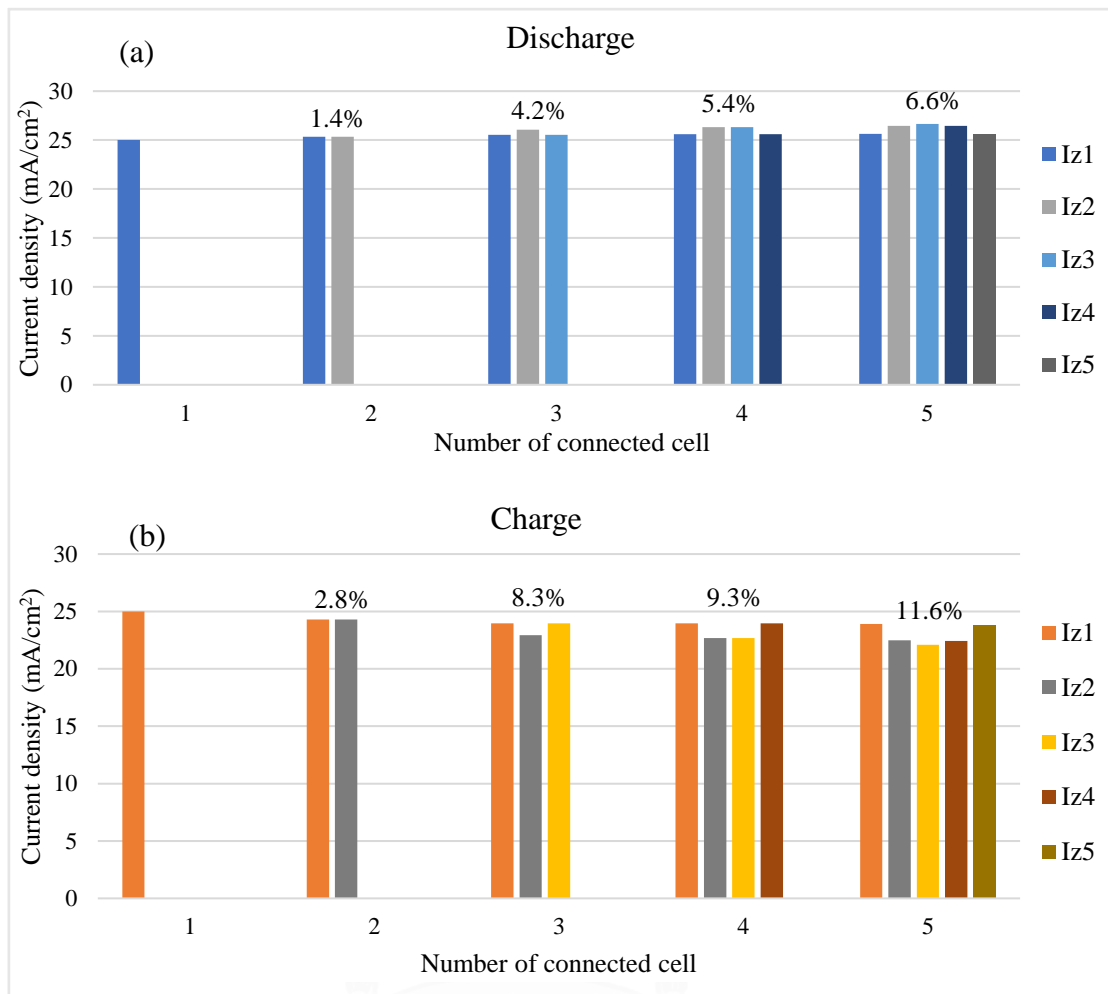 (a)
Discharge
Current density (mA/cm²)
30
25
20
15
10
5
0
1.4%
4.2%
5.4%
6.6%
1 2 3 4 5
Number of connected cell
Iz1
Iz2
Iz3
Iz4
Iz5
(b)
Charge
Current density (mA/cm²)
30
25
20
15
10
5
0
2.8%
8.3%
9.3%
11.6%
1 2 3 4 5
Number of connected cell
Iz1
Iz2
Iz3
Iz4
Iz5